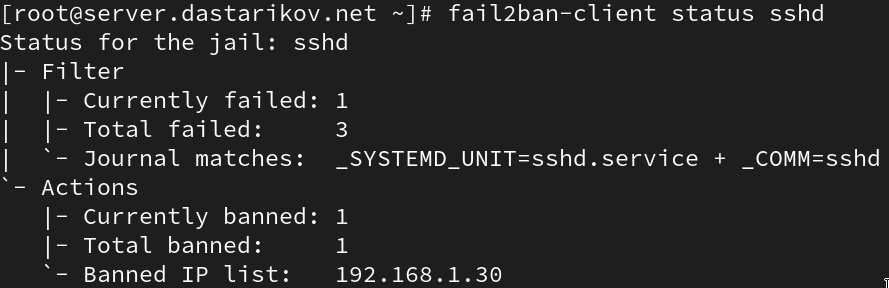 [root@server.dastarikov.net ~]# fail2ban-client status sshd
Status for the jail: sshd
|- Filter
|  |- Currently failed: 1
|  |- Total failed:     3
|  `- Journal matches:  _SYSTEMD_UNIT=sshd.service + _COMM=sshd
`- Actions
   |- Currently banned: 1
   |- Total banned:     1
   `- Banned IP list:   192.168.1.30